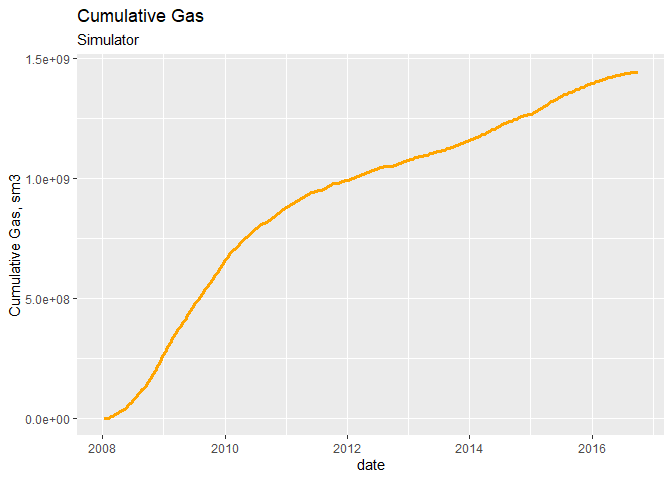 Cumulative Gas
Simulator
1.5e+09
1.0e+09
5.0e+08
0.0e+00
Cumulative Gas, sm3
2008 2010 2012 2014 2016
date